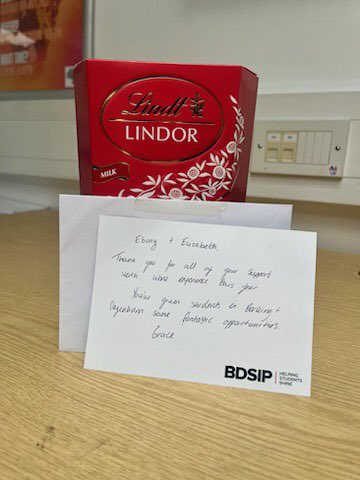 Lindt
LINDOR
MILK
Ebony + Elizabeth.
Thank you for all of your support
with work experience this year.
You've given students in Barking +
Dagenham some fantastic opportunities.
Grace
BDSIP
HELPING
STUDENTS
SHINE